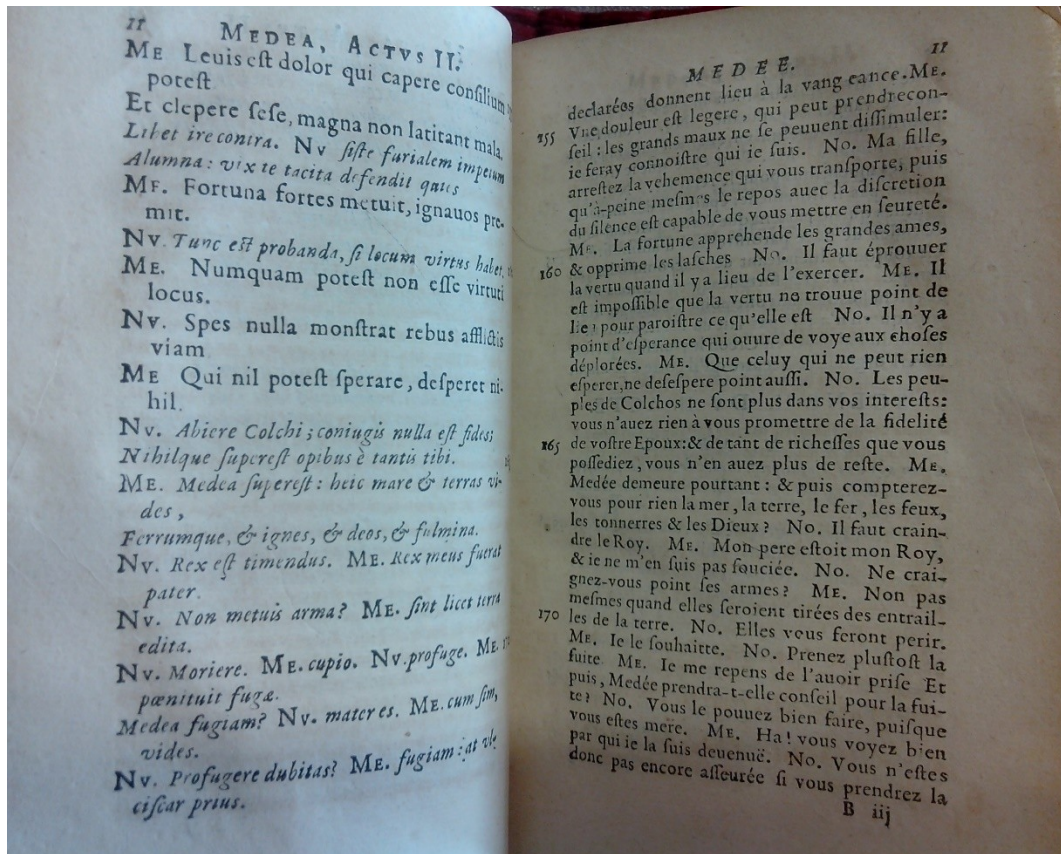 11
MEDEA, ACTVS II.
ME Leuis est dolor qui capere consilium
potest
Et clepere sese, magna non latitant mala.
Libet ire contra. Nv siste furialem impetum
Alumna: vix te tacita defendit quies
ME. Fortuna fortes metuit, ignauos pre-
mit.
Nv. Tunc est probanda, si locum virtus habet.
ME. Numquam potest non esse virtuti
locus.
Nv. Spes nulla monstrat rebus afflictis
viam
ME Qui nil potest sperare, desperet ni-
hil.
Nv. Abiere Colchi; coniugis nulla est fides;
Nihilque superest opibus è tantis tibi.
ME. Medea superest: heic mare & terras vi-
des,
Ferrumque, & ignes, & deos, & fulmina.
Nv. Rex est timendus. ME. Rex meus fuerat
pater.
Nv. Non metuis arma? ME. sint licet terra
edita.
Nv. Moriere. ME. cupio. Nv. profuge. ME.
pœnituit fugæ.
Medea fugiam? Nv. mater es. ME. cum sim,
vides.
Nv. Profugere dubitas? ME. fugiam: at vl-
ciscar prius.
11
MEDEE.
declarées donnent lieu à la vang eance. ME.
155 Vne douleur est legere, qui peut prendrecon-
seil: les grands maux ne se peuuent dissimuler:
ie feray connoistre qui ie suis. No. Ma fille,
arrestez la vehemence qui vous transporte, puis
qu'à-peine mesmes le repos auec la discretion
du silence est capable de vous mettre en seureté.
ME. La fortune apprehende les grandes ames,
160 & opprime les lasches No. Il faut éprouuer
la vertu quand il y a lieu de l'exercer. ME. Il
est impossible que la vertu ne trouue point de
lieu pour paroistre ce qu'elle est No. Il n'y a
point d'esperance qui ouure de voye aux choses
déplorées. ME. Que celuy qui ne peut rien
esperer, ne desespere point aussi. No. Les peu-
ples de Colchos ne sont plus dans vos interests:
vous n'auez rien à vous promettre de la fidelité
165 de vostre Epoux: & de tant de richesses que vous
possediez, vous n'en auez plus de reste. ME.
Medée demeure pourtant: & puis compterez-
vous pour rien la mer, la terre, le fer, les feux,
les tonnerres & les Dieux? No. Il faut crain-
dre le Roy. ME. Mon pere estoit mon Roy,
& ie ne m'en suis pas souciée. No. Ne crai-
gnez-vous point ses armes? ME. Non pas
mesmes quand elles seroient tirées des entrail-
170 les de la terre. No. Elles vous feront perir.
ME. Ie le souhaitte. No. Prenez plustost la
fuite ME. Ie me repens de l'auoir prise Et
puis, Medée prendra-t-elle conseil pour la fui-
te? No. Vous le pouuez bien faire, puisque
vous estes mere. ME. Ha! vous voyez bien
par qui ie la suis deuenuë. No. Vous n'estes
donc pas encore asseurée si vous prendrez la
B iij